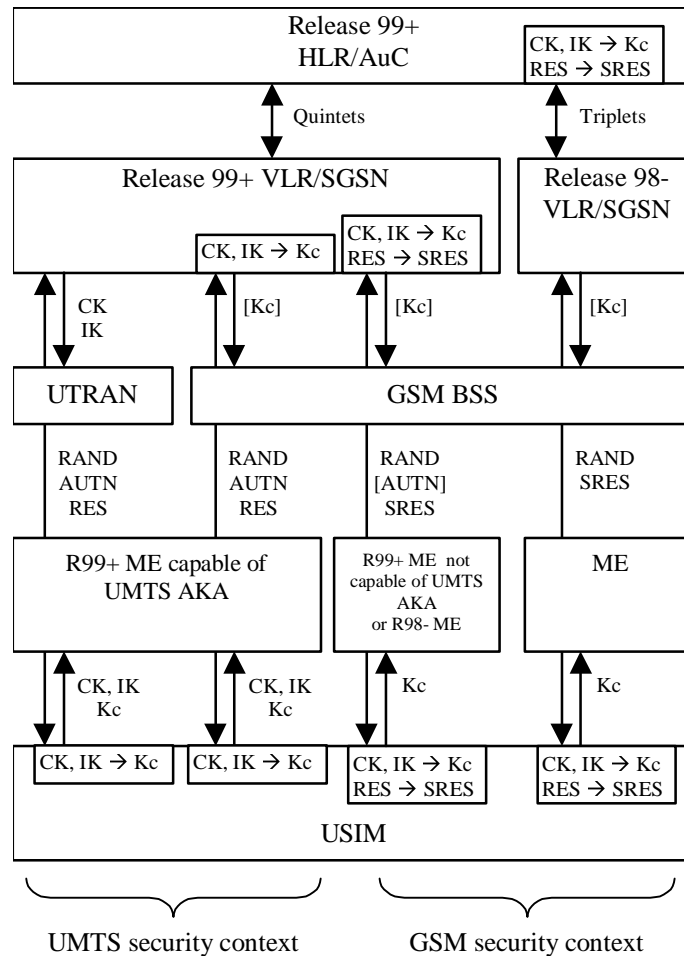 Release 99+
HLR/AuC
CK, IK → Kc
RES → SRES
Quintets
Triplets
Release 99+ VLR/SGSN
Release 98-
VLR/SGSN
CK, IK → Kc
CK, IK → Kc
RES → SRES
CK
IK
[Kc]
[Kc]
[Kc]
UTRAN
GSM BSS
RAND
AUTN
RES
RAND
AUTN
RES
RAND
[AUTN]
SRES
RAND
SRES
R99+ ME capable of
UMTS AKA
R99+ ME not
capable of UMTS
AKA
or R98- ME
ME
CK, IK
Kc
CK, IK
Kc
Kc
Kc
CK, IK → Kc
CK, IK → Kc
CK, IK → Kc
RES → SRES
CK, IK → Kc
RES → SRES
USIM
UMTS security context
GSM security context